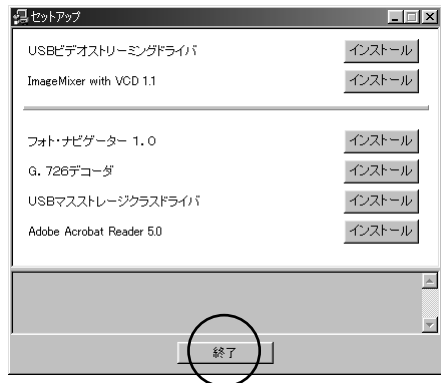 セットアップ
USBビデオストリーミングドライバ インストール
ImageMixer with VCD 1.1 インストール
フォト・ナビゲーター 1.0 インストール
G.726デコーダ インストール
USBマスストレージクラスドライバ インストール
Adobe Acrobat Reader 5.0 インストール
終了